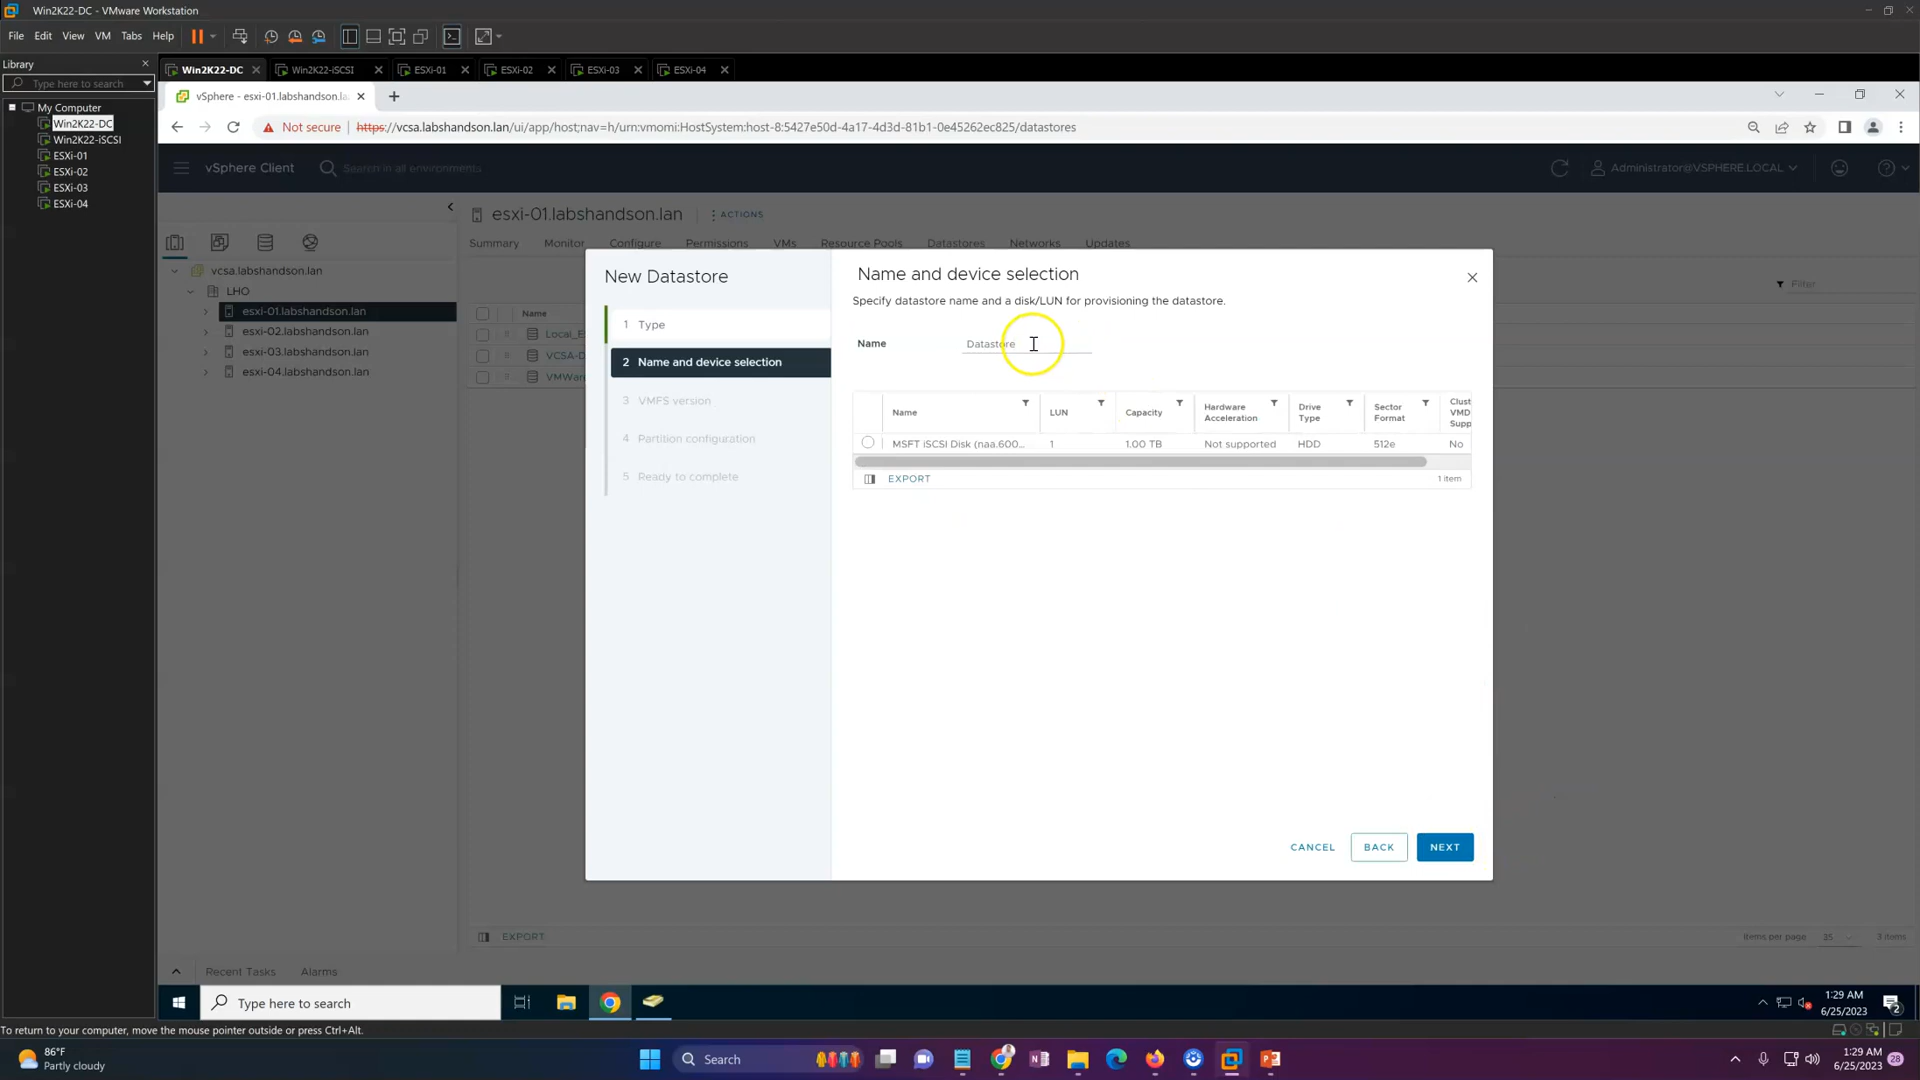 Win2K22-DC - VMware Workstation
File Edit View VM Tabs Help
Library
Type here to search
My Computer
Win2K22-DC
Win2K22-iSCSI
ESXi-01
ESXi-02
ESXi-03
ESXi-04
Win2K22-DC Win2K22-iSCSI ESXi-01 ESXi-02 ESXi-03 ESXi-04
vSphere - esxi-01.labshandson.la
Not secure https://vcsa.labshandson.lan/ui/app/host;nav=h/urn:vmomi:HostSystem:host-8:5427e50d-4a17-4d3d-81b1-0e45262ec825/datastores
vSphere Client Search in all environments Administrator@VSPHERE.LOCAL
vcsa.labshandson.lan
LHO
esxi-01.labshandson.lan
esxi-02.labshandson.lan
esxi-03.labshandson.lan
esxi-04.labshandson.lan
esxi-01.labshandson.lan ACTIONS
Summary Monitor Configure Permissions VMs Resource Pools Datastores Networks Updates
Filter
Name
Local_E
VCSA-D
VMWar
New Datastore
1 Type
2 Name and device selection
3 VMFS version
4 Partition configuration
5 Ready to complete
Name and device selection
Specify datastore name and a disk/LUN for provisioning the datastore.
Name Datastore
Name LUN Capacity Hardware Acceleration Drive Type Sector Format Clust VMD Supp
MSFT iSCSI Disk (naa.600... 1 1.00 TB Not supported HDD 512e No
EXPORT 1 item
CANCEL BACK NEXT
EXPORT Items per page 35 3 items
Recent Tasks Alarms
Type here to search
1:29 AM
6/25/2023
2
To return to your computer, move the mouse pointer outside or press Ctrl+Alt.
86°F
Partly cloudy
Search
1:29 AM
6/25/2023
28